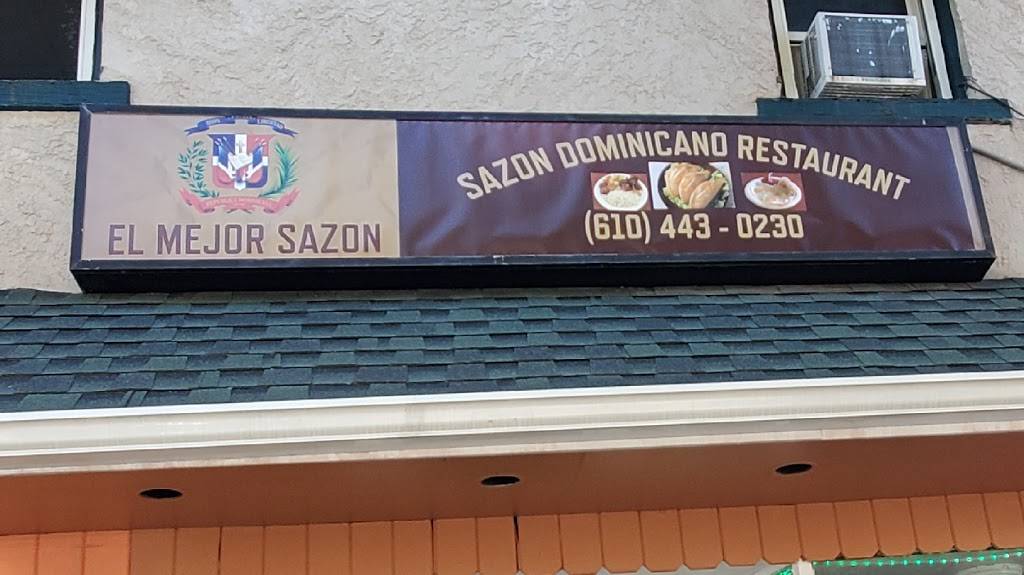 EL MEJOR SAZON
SAZON DOMINICANO RESTAURANT
(610) 443 - 0230